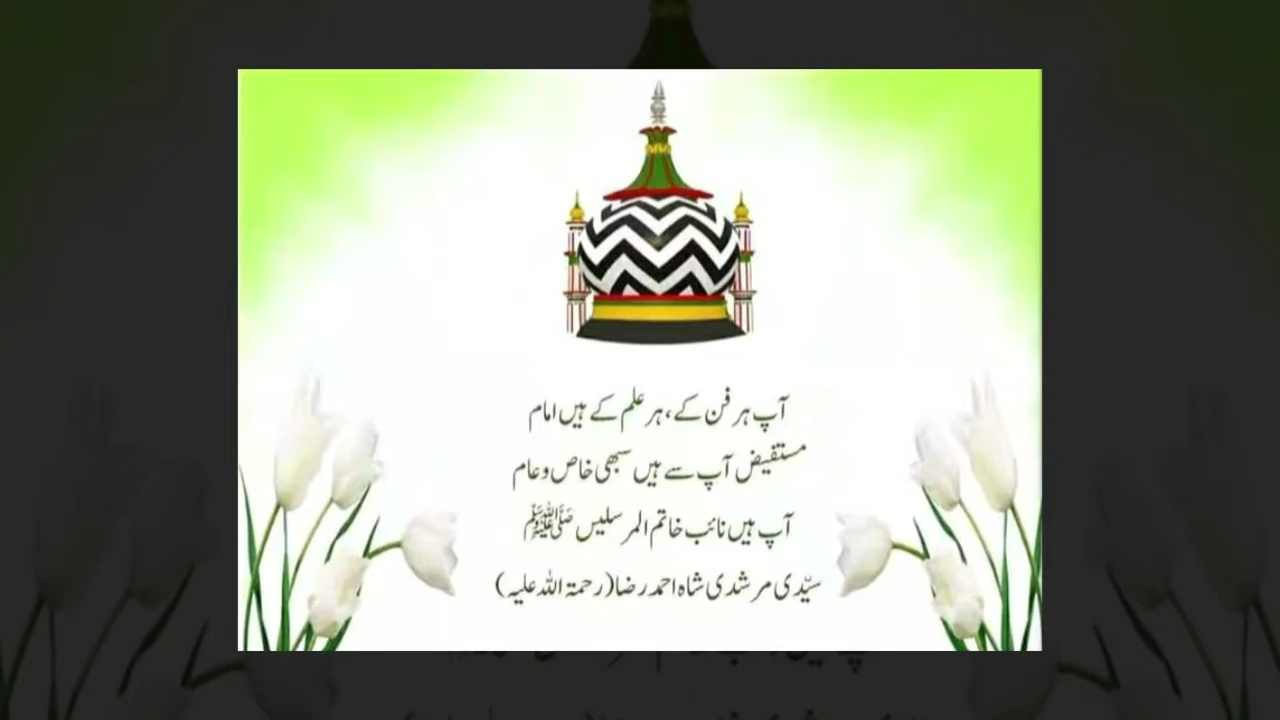 آپ ہر فن کے، ہر علم کے ہیں امام
مستفیض آپ سے ہیں سبھی خاص و عام
آپ ہیں نائب خاتم المرسلیں ﷺ
سیّدی مرشدی شاہ احمد رضا (رحمۃ اللہ علیہ)